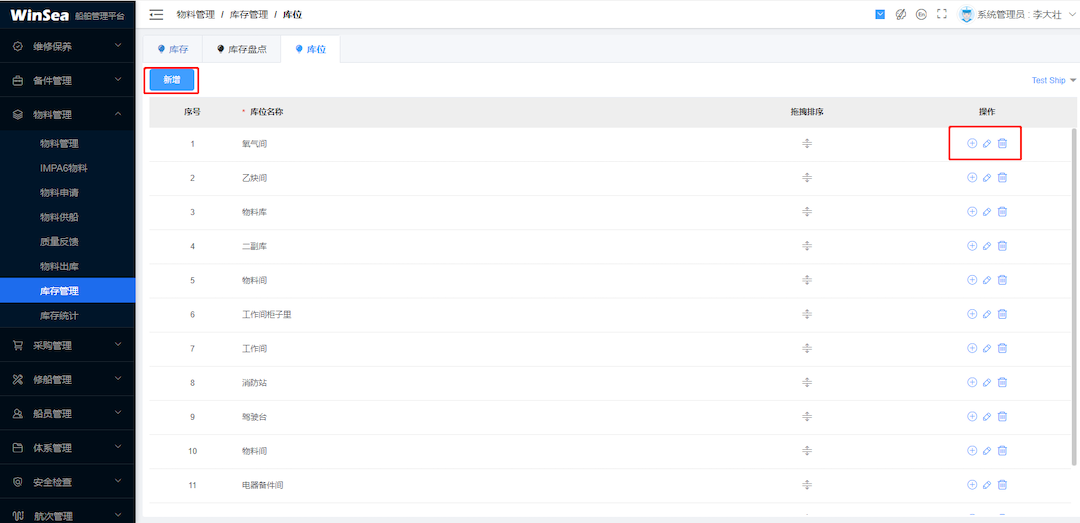 WinSea 船舶管理平台
物料管理 / 库存管理 / 库位
系统管理员 : 李大壮
维修保养
备件管理
物料管理
物料管理
IMPA6物料
物料申请
物料供船
质量反馈
物料出库
库存管理
库存统计
采购管理
修船管理
船员管理
体系管理
安全检查
航次管理
库存 库存盘点 库位
新增
Test Ship
序号 * 库位名称 拖拽排序 操作
1 氧气间
2 乙炔间
3 物料库
4 二副库
5 物料间
6 工作间柜子里
7 工作间
8 消防站
9 驾驶台
10 物料间
11 电器备件间